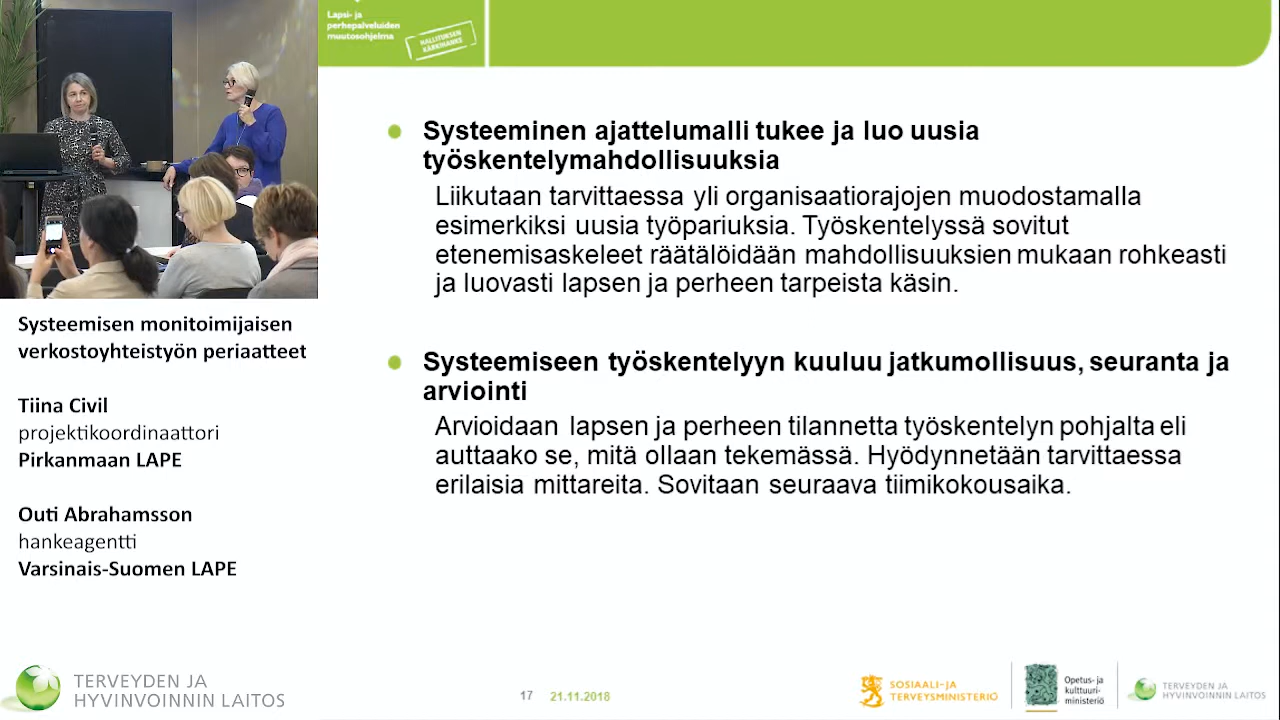 Lapsi- ja
perhepalveluiden
muutosohjelma
HALLITUKSEN
KÄRKIHANKE
Systeeminen ajattelumalli tukee ja luo uusia
työskentelymahdollisuuksia
Liikutaan tarvittaessa yli organisaatiorajojen muodostamalla
esimerkiksi uusia työpariuksia. Työskentelyssä sovitut
etenemisaskeleet räätälöidään mahdollisuuksien mukaan rohkeasti
ja luovasti lapsen ja perheen tarpeista käsin.
Systeemiseen työskentelyyn kuuluu jatkumollisuus, seuranta ja
arviointi
Arvioidaan lapsen ja perheen tilannetta työskentelyn pohjalta eli
auttaako se, mitä ollaan tekemässä. Hyödynnetään tarvittaessa
erilaisia mittareita. Sovitaan seuraava tiimikokousaika.
Systeemisen monitoimijaisen
verkostoyhteistyön periaatteet
Tiina Civil
projektikoordinaattori
Pirkanmaan LAPE
Outi Abrahamsson
hankeagentti
Varsinais-Suomen LAPE
TERVEYDEN JA
HYVINVOINNIN LAITOS
17 21.11.2018
SOSIAALI- JA
TERVEYSMINISTERIÖ
Opetus- ja
kulttuuri-
ministeriö
TERVEYDEN JA
HYVINVOINNIN LAITOS